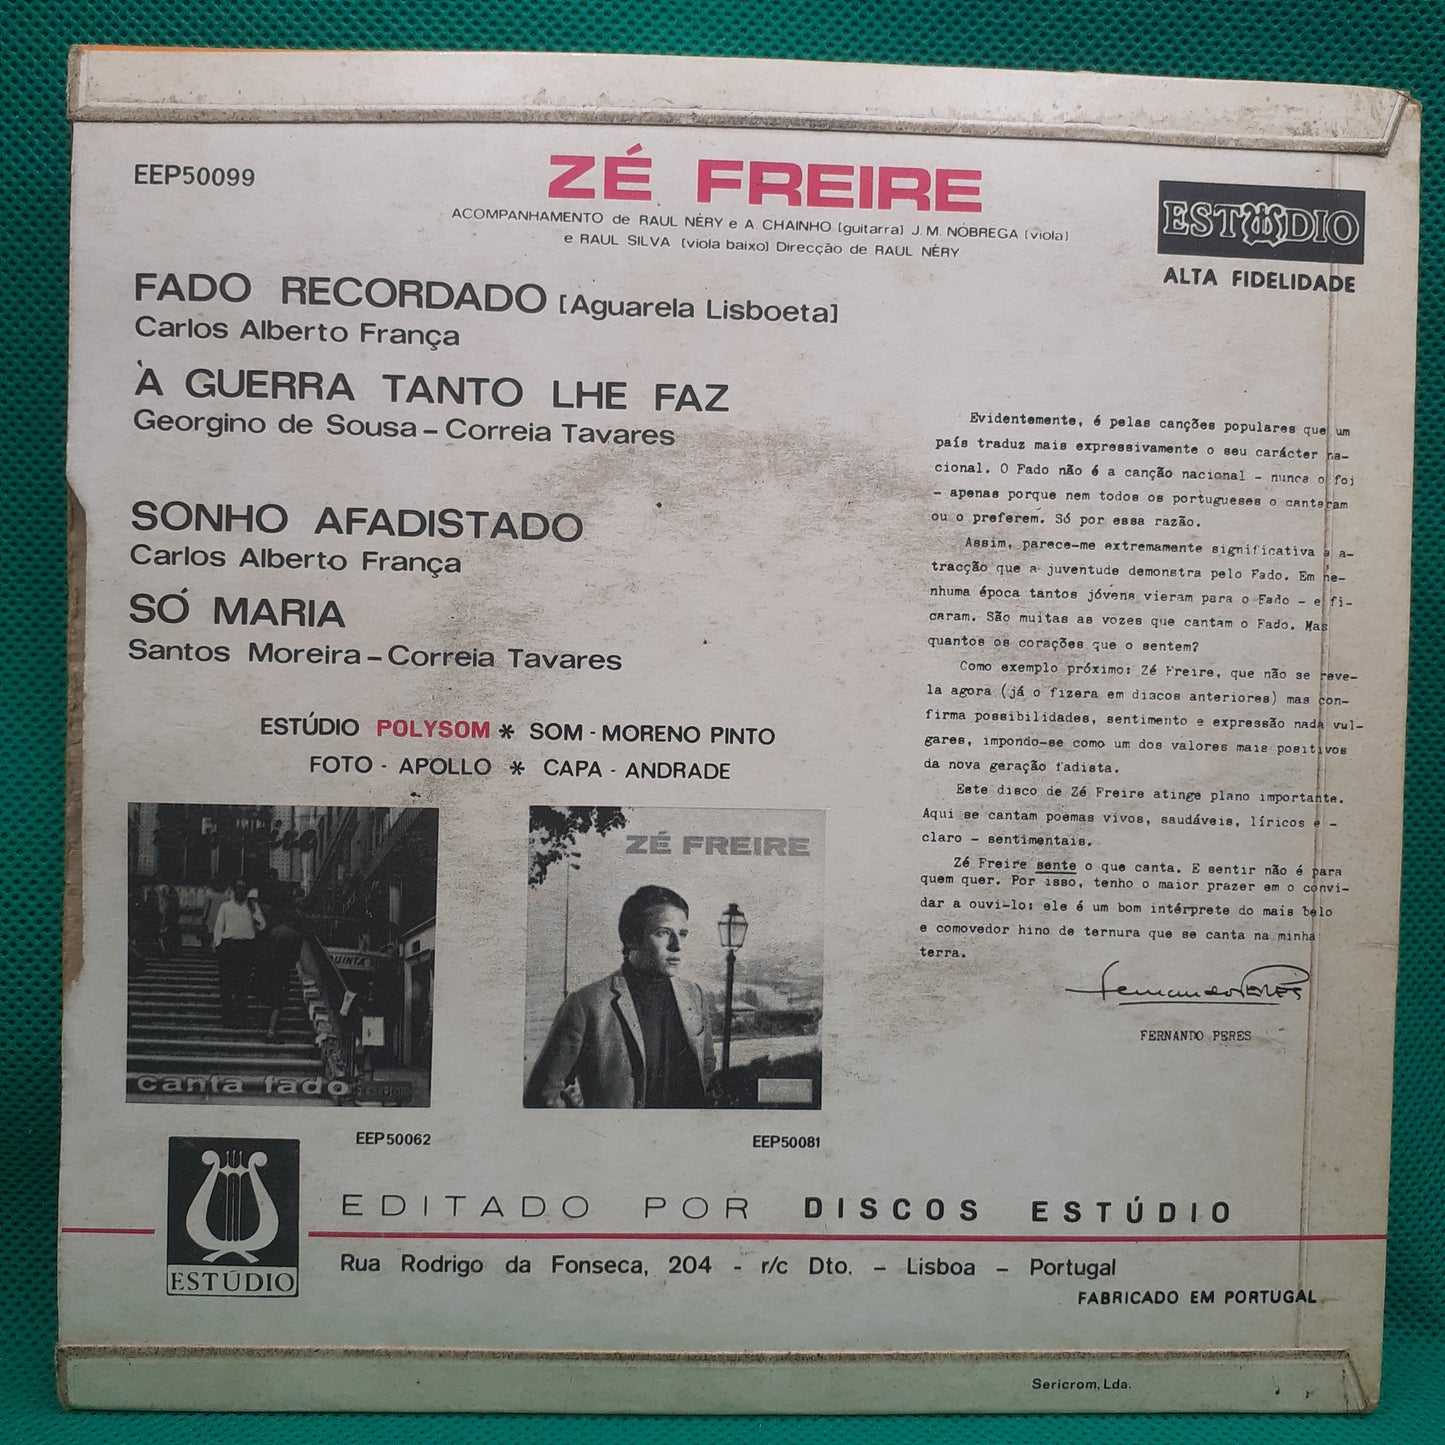 EEP50099
ZÉ FREIRE
ACOMPANHAMENTO de RAUL NÉRY e A. CHAINHO [guitarra] J. M. NÓBREGA [viola]
e RAUL SILVA [viola baixo] Direcção de RAUL NÉRY
ESTÚDIO
ALTA FIDELIDADE
FADO RECORDADO [Aguarela Lisboeta]
Carlos Alberto França
À GUERRA TANTO LHE FAZ
Georgino de Sousa – Correia Tavares
SONHO AFADISTADO
Carlos Alberto França
SÓ MARIA
Santos Moreira – Correia Tavares
ESTÚDIO POLYSOM * SOM - MORENO PINTO
FOTO - APOLLO * CAPA - ANDRADE
Evidentemente, é pelas canções populares que um
país traduz mais expressivamente o seu carácter na-
cional. O Fado não é a canção nacional - nunca o foi
- apenas porque nem todos os portugueses o cantaram
ou o preferem. Só por essa razão.
Assim, parece-me extremamente significativa a a-
tracção que a juventude demonstra pelo Fado. Em ne-
nhuma época tantos jóvens vieram para o Fado - e fi-
caram. São muitas as vozes que cantam o Fado. Mas
quantos os corações que o sentem?
Como exemplo próximo: Zé Freire, que não se reve-
la agora (já o fizera em discos anteriores) mas con-
firma possibilidades, sentimento e expressão nada vul-
gares, impondo-se como um dos valores mais positivos
da nova geração fadista.
Este disco de Zé Freire atinge plano importante.
Aqui se cantam poemas vivos, saudáveis, líricos e -
claro - sentimentais.
Zé Freire sente o que canta. E sentir não é para
quem quer. Por isso, tenho o maior prazer em o convi-
dar a ouvi-lo: ele é um bom intérprete do mais belo
e comovedor hino de ternura que se canta na minha
terra.
Fernando Peres
FERNANDO PERES
QUINTA
canta fado
EEP50062
ZÉ FREIRE
EEP50081
ESTÚDIO
EDITADO POR DISCOS ESTÚDIO
Rua Rodrigo da Fonseca, 204 - r/c Dto. – Lisboa – Portugal
FABRICADO EM PORTUGAL
Sericrom, Lda.